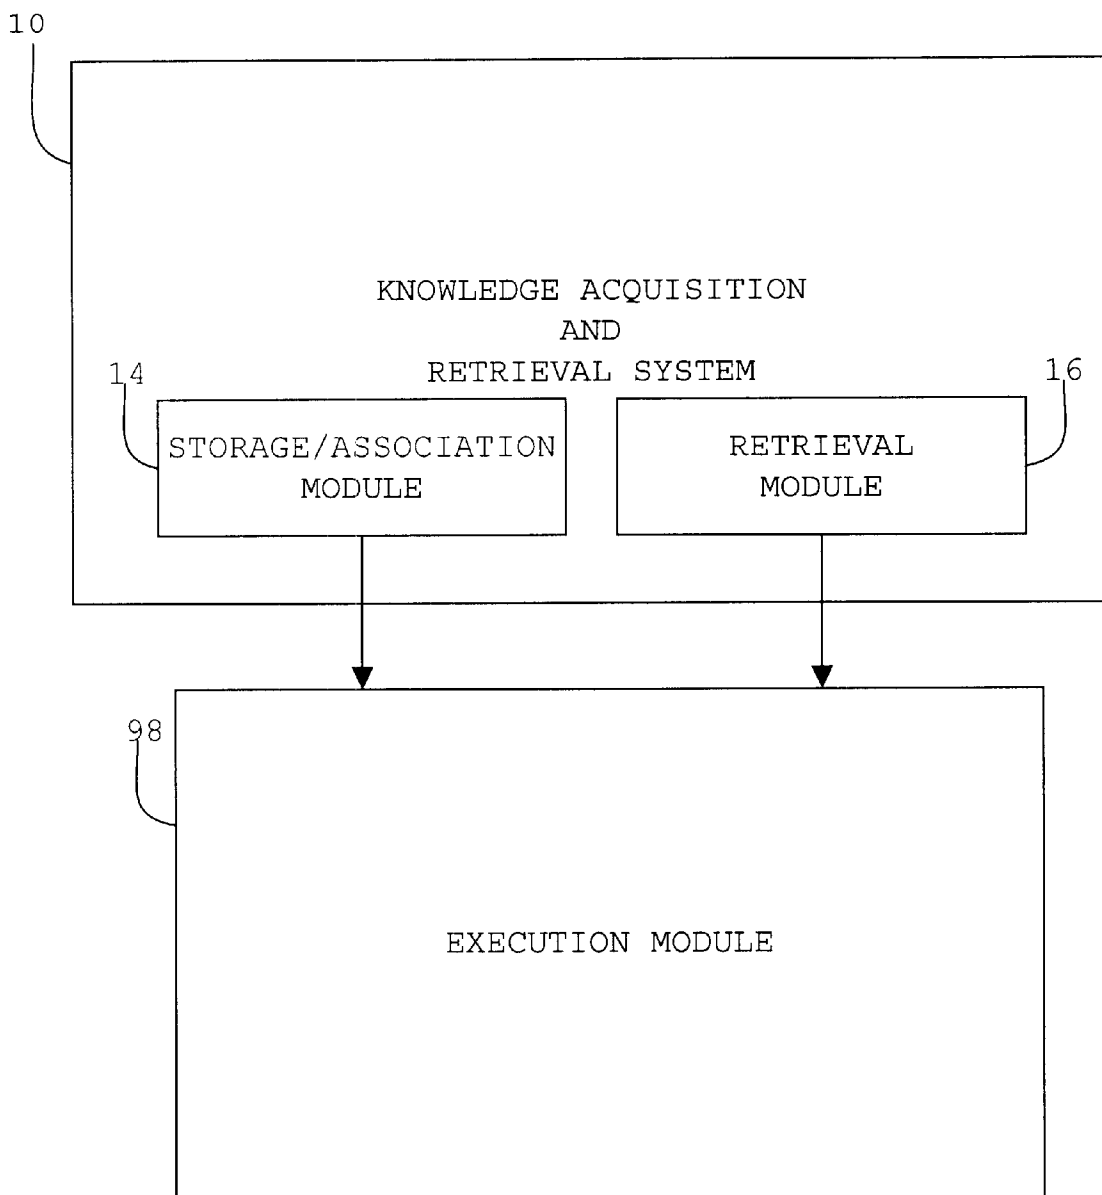 10
KNOWLEDGE ACQUISITION
AND
RETRIEVAL SYSTEM
14
16
STORAGE/ASSOCIATION
MODULE
RETRIEVAL
MODULE
98
EXECUTION MODULE